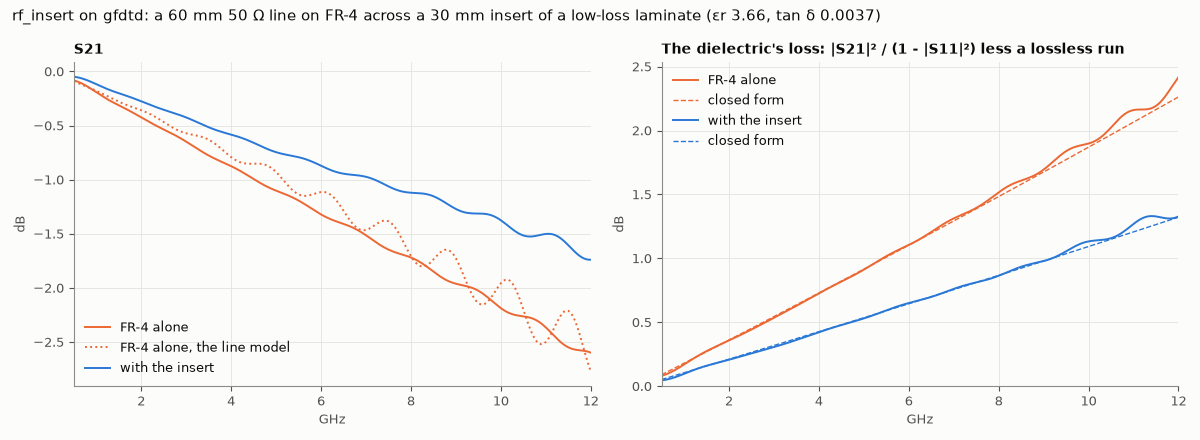 rf_insert on gfdtd: a 60 mm 50 Ω line on FR-4 across a 30 mm insert of a low-loss laminate (εr 3.66, tan δ 0.0037)
S21
0.0
−0.5
−1.0
−1.5
−2.0
−2.5
dB
FR-4 alone
FR-4 alone, the line model
with the insert
2
4
6
8
10
12
GHz
The dielectric's loss: |S21|² / (1 - |S11|²) less a lossless run
2.5
2.0
1.5
1.0
0.5
0.0
dB
FR-4 alone
closed form
with the insert
closed form
2
4
6
8
10
12
GHz